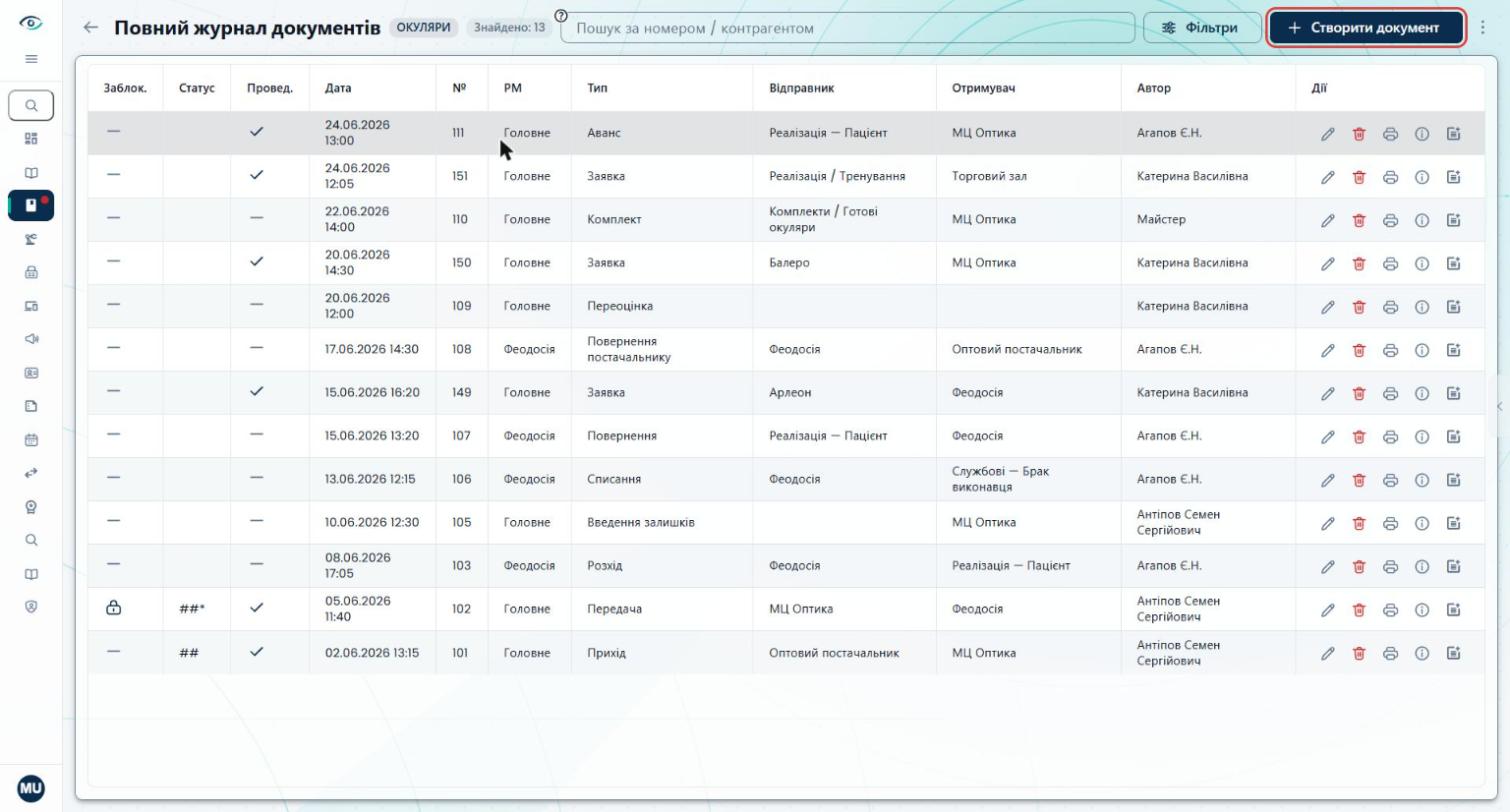 Повний журнал документів ОКУЛЯРИ Знайдено: 13 ? Пошук за номером / контрагентом Фільтри + Створити документ
Заблок. Статус Провед. Дата № РМ Тип Відправник Отримувач Автор Дії
— 24.06.2026 13:00 111 Головне Аванс Реалізація — Пацієнт МЦ Оптика Агапов Є.Н.
— 24.06.2026 12:05 151 Головне Заявка Реалізація / Тренування Торговий зал Катерина Василівна
— — 22.06.2026 14:00 110 Головне Комплект Комплекти / Готові окуляри МЦ Оптика Майстер
— 20.06.2026 14:30 150 Головне Заявка Балеро МЦ Оптика Катерина Василівна
— — 20.06.2026 12:00 109 Головне Переоцінка Катерина Василівна
— — 17.06.2026 14:30 108 Феодосія Повернення постачальнику Феодосія Оптовий постачальник Агапов Є.Н.
— 15.06.2026 16:20 149 Головне Заявка Арлеон Феодосія Катерина Василівна
— — 15.06.2026 13:20 107 Феодосія Повернення Реалізація — Пацієнт Феодосія Агапов Є.Н.
— — 13.06.2026 12:15 106 Феодосія Списання Феодосія Службові — Брак виконавця Агапов Є.Н.
— — 10.06.2026 12:30 105 Головне Введення залишків МЦ Оптика Антіпов Семен Сергійович
— — 08.06.2026 17:05 103 Феодосія Розхід Феодосія Реалізація — Пацієнт Агапов Є.Н.
##* 05.06.2026 11:40 102 Головне Передача МЦ Оптика Феодосія Антіпов Семен Сергійович
— ## 02.06.2026 13:15 101 Головне Прихід Оптовий постачальник МЦ Оптика Антіпов Семен Сергійович
MU